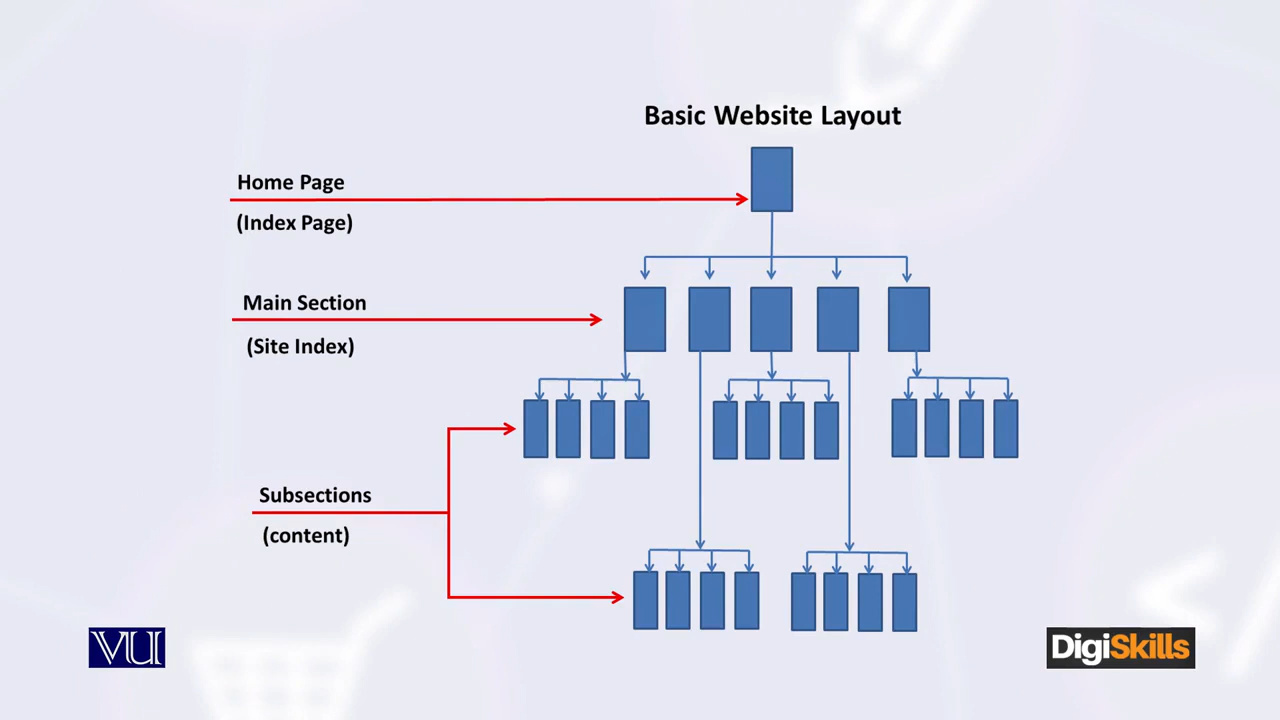 Basic Website Layout
Home Page
(Index Page)
Main Section
(Site Index)
Subsections
(content)
VU
DigiSkills